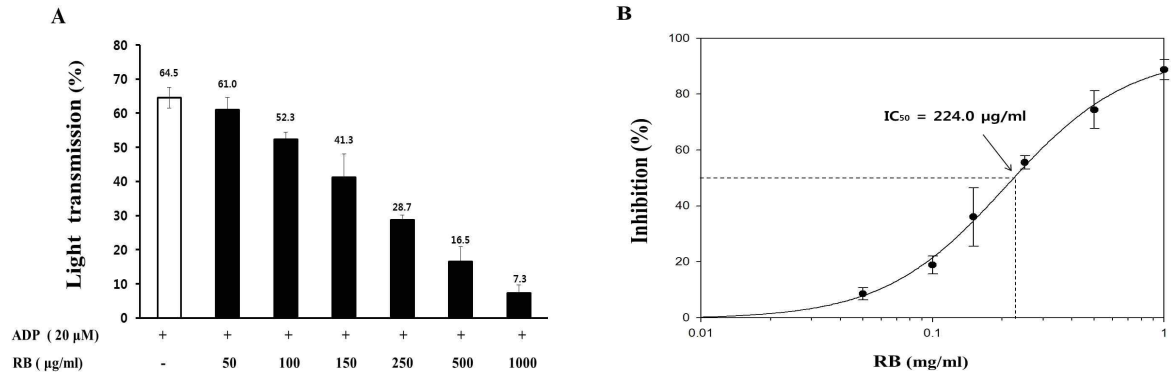 A
Light transmission (%)
80
70
60
50
40
30
20
10
0
64.5
61.0
52.3
41.3
28.7
16.5
7.3
ADP ( 20 μM) + + + + + + +
RB ( μg/ml) - 50 100 150 250 500 1000
B
Inhibition (%)
100
80
60
40
20
0
IC₅₀ = 224.0 μg/ml
0.01 0.1 1
RB (mg/ml)